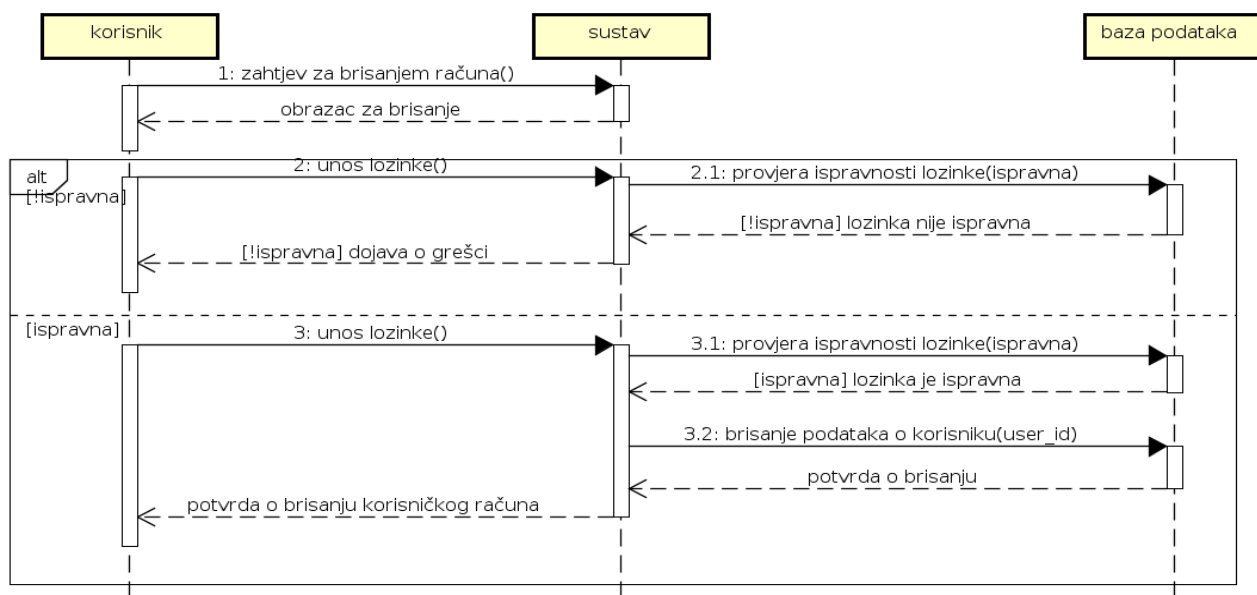 korisnik
sustav
baza podataka
1: zahtjev za brisanjem računa()
obrazac za brisanje
alt
[!ispravna]
2: unos lozinke()
2.1: provjera ispravnosti lozinke(ispravna)
[!ispravna] lozinka nije ispravna
[!ispravna] dojava o grešci
[ispravna]
3: unos lozinke()
3.1: provjera ispravnosti lozinke(ispravna)
[ispravna] lozinka je ispravna
3.2: brisanje podataka o korisniku(user_id)
potvrda o brisanju
potvrda o brisanju korisničkog računa